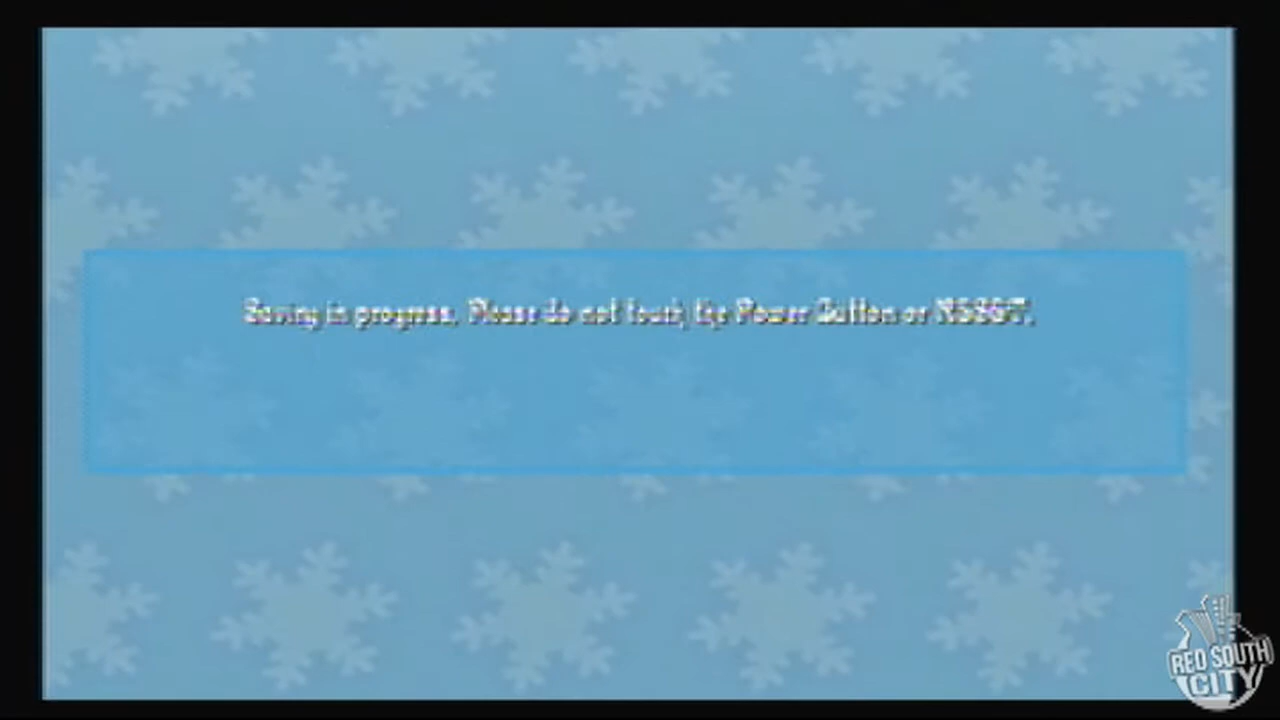 Saving in progress. Please do not touch the Power Button or RESET.
RED SOUTH
CITY